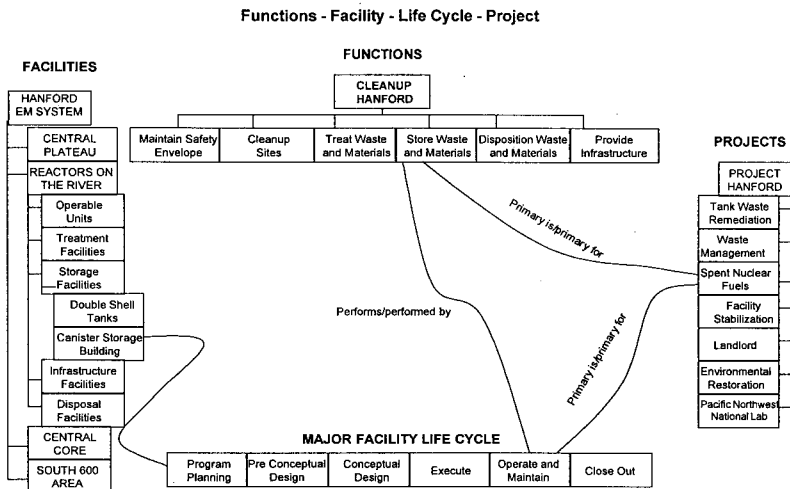 Functions - Facility - Life Cycle - Project
FUNCTIONS
FACILITIES
CLEANUP
HANFORD
HANFORD
EM SYSTEM
Maintain Safety
Envelope
Cleanup
Sites
Treat Waste
and Materials
Store Waste
and Materials
Disposition Waste
and Materials
Provide
Infrastructure
CENTRAL
PLATEAU
REACTORS ON
THE RIVER
Operable
Units
Treatment
Facilities
Storage
Facilities
Double Shell
Tanks
Canister Storage
Building
Infrastructure
Facilities
Disposal
Facilities
CENTRAL
CORE
SOUTH 600
AREA
PROJECTS
PROJECT
HANFORD
Tank Waste
Remediation
Waste
Management
Spent Nuclear
Fuels
Facility
Stabilization
Landlord
Environmental
Restoration
Pacific Northwest
National Lab
Primary is/primary for
Performs/performed by
Primary is/primary for
MAJOR FACILITY LIFE CYCLE
Program
Planning
Pre Conceptual
Design
Conceptual
Design
Execute
Operate and
Maintain
Close Out